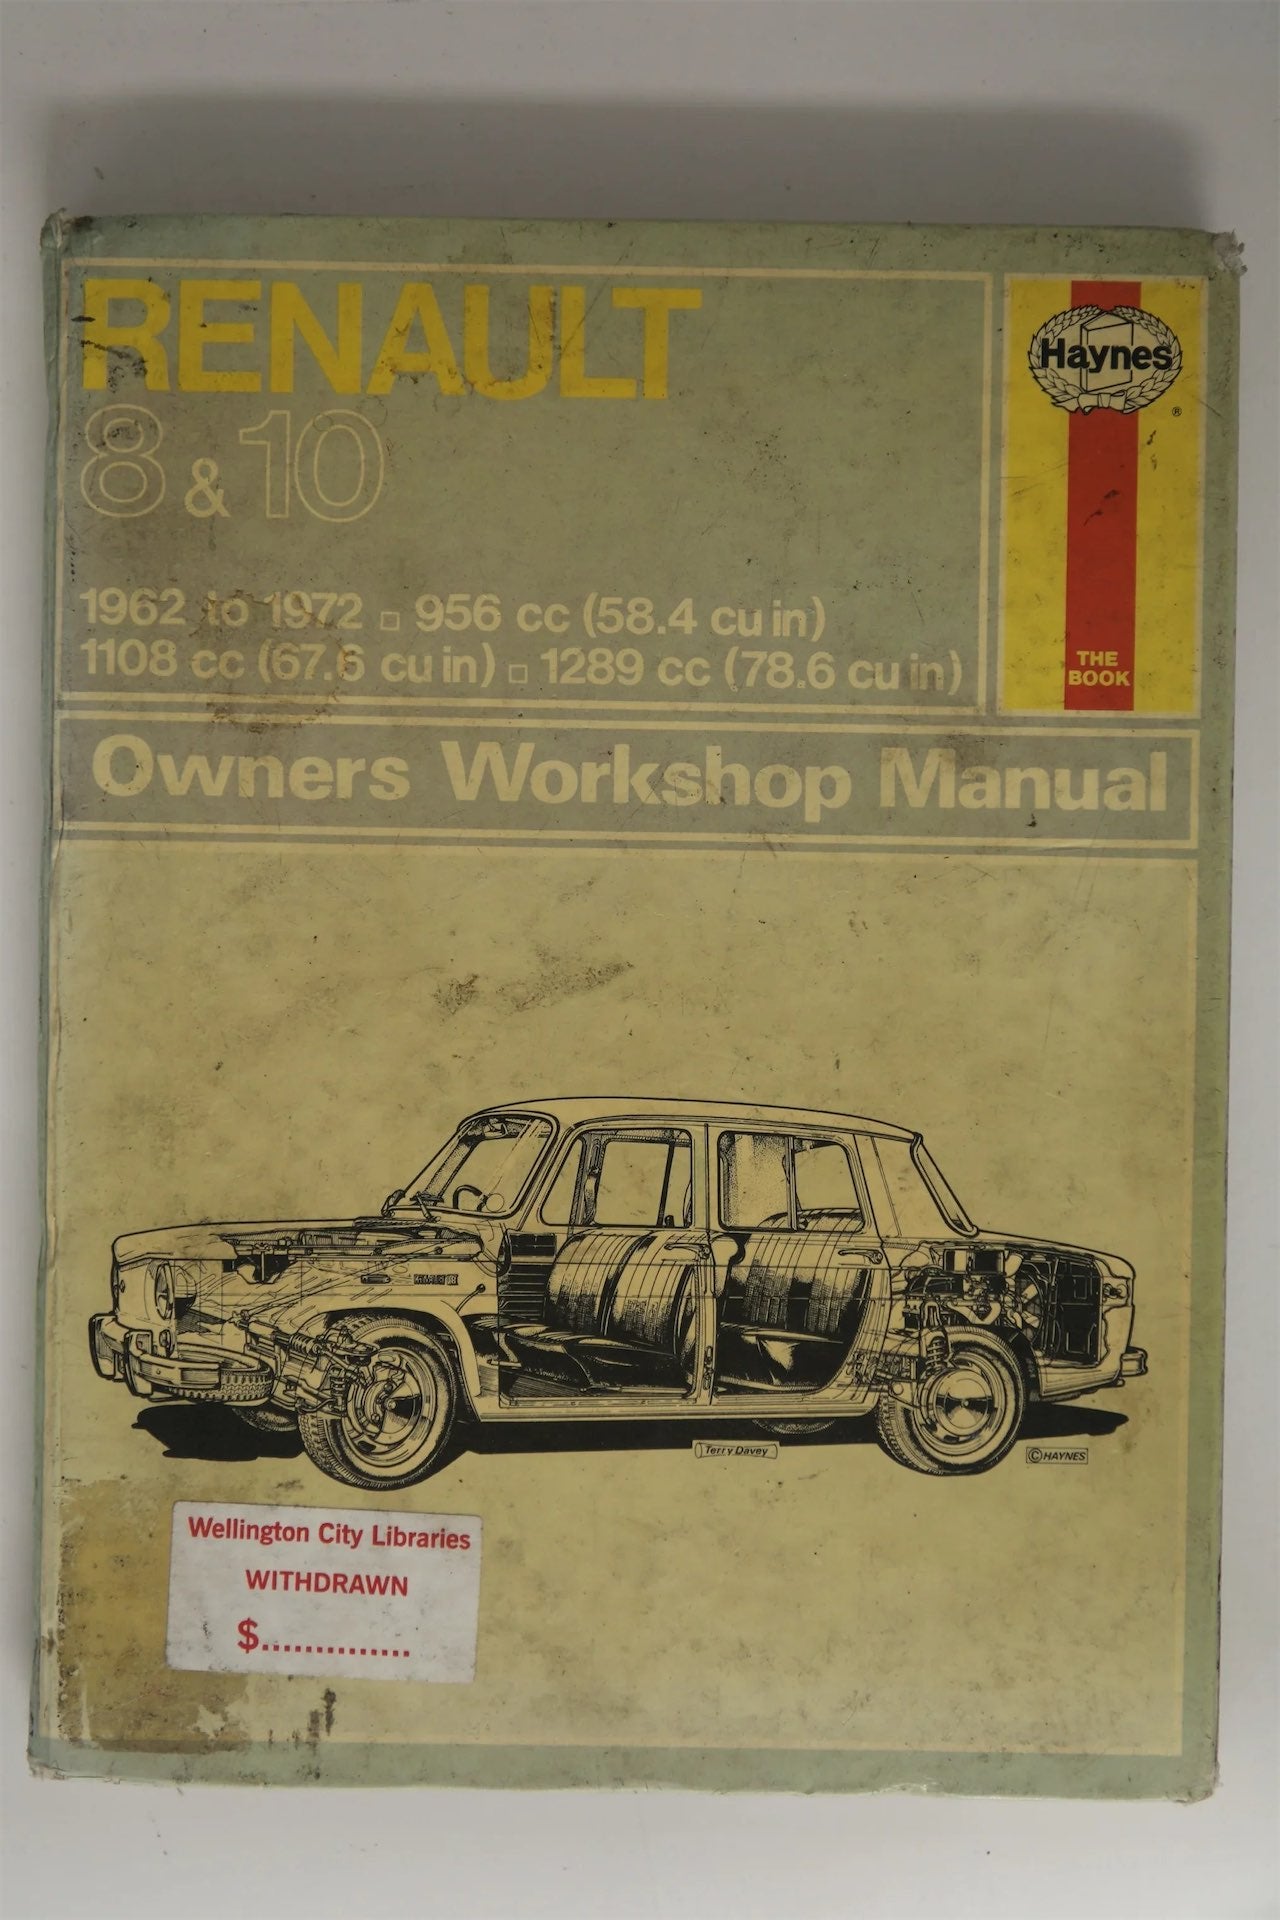 RENAULT
8 & 10
1962 to 1972 □ 956 cc (58.4 cu in)
1108 cc (67.6 cu in) □ 1289 cc (78.6 cu in)
Haynes
®
THE
BOOK
Owners Workshop Manual
Terry Davey
© HAYNES
Wellington City Libraries
WITHDRAWN
$..............